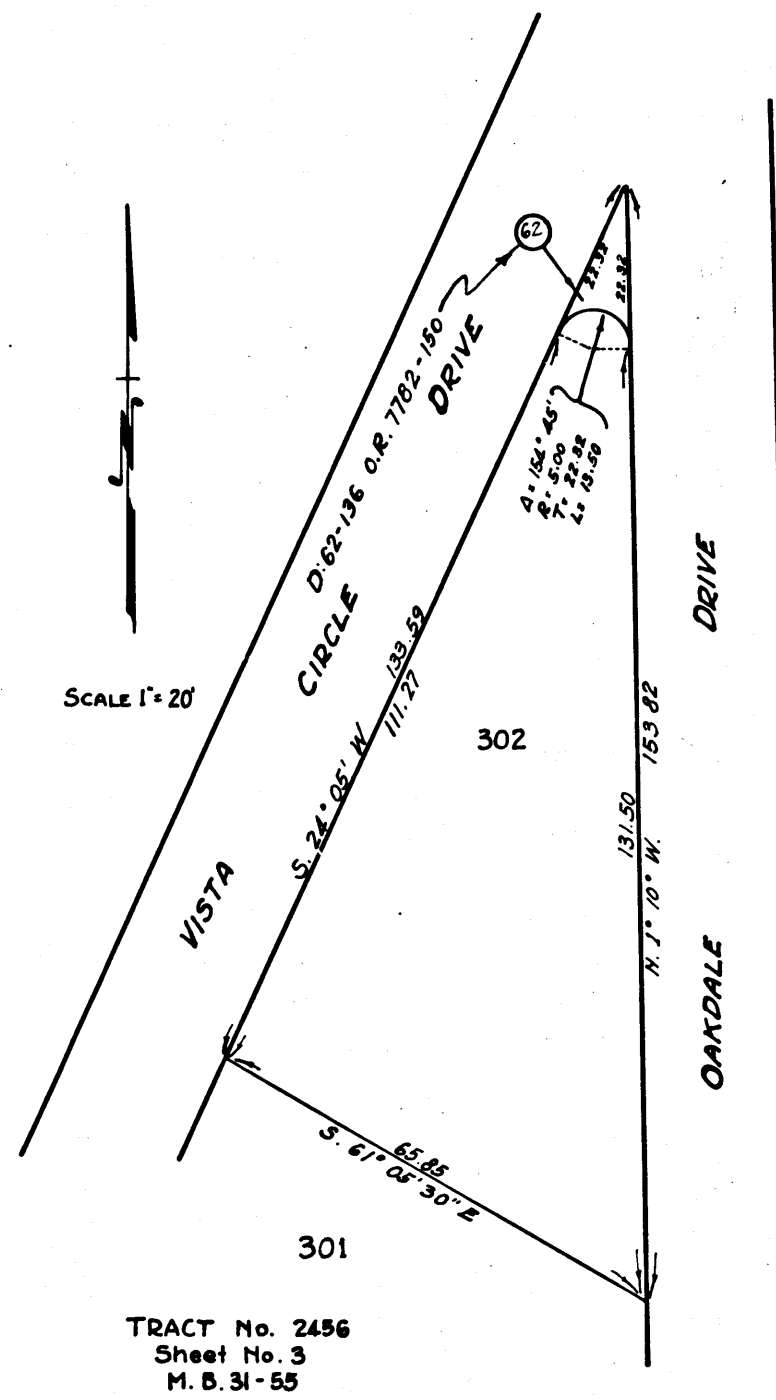 62
22.32
22.32
D:62-136 O.R. 7782-150
DRIVE
Δ= 154° 45'
R= 5.00
T= 22.32
L= 13.50
DRIVE
CIRCLE
133.59
111.27
SCALE 1"= 20'
302
153 82
S. 24° 05' W
131.50
VISTA
N. 1° 10" W.
OAKDALE
65.85
S. 61° 05' 30" E
301
TRACT No. 2456
Sheet No. 3
M. B. 31-55